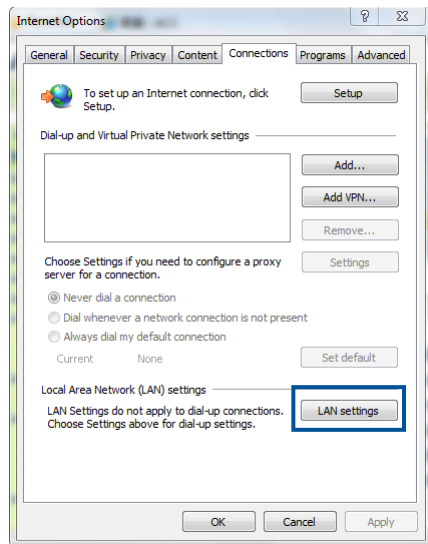 Internet Options
General Security Privacy Content Connections Programs Advanced
To set up an Internet connection, click
Setup.
Setup
Dial-up and Virtual Private Network settings
Add...
Add VPN...
Remove...
Choose Settings if you need to configure a proxy
server for a connection.
Settings
Never dial a connection
Dial whenever a network connection is not present
Always dial my default connection
Current None
Set default
Local Area Network (LAN) settings
LAN Settings do not apply to dial-up connections.
Choose Settings above for dial-up settings.
LAN settings
OK Cancel Apply